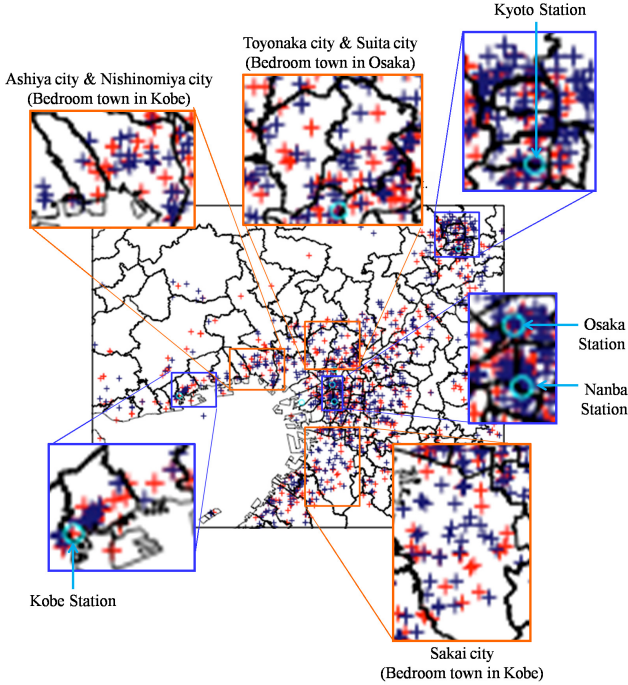 Kyoto Station
Toyonaka city & Suita city
(Bedroom town in Osaka)
Ashiya city & Nishinomiya city
(Bedroom town in Kobe)
Osaka
Station
Nanba
Station
Kobe Station
Sakai city
(Bedroom town in Kobe)